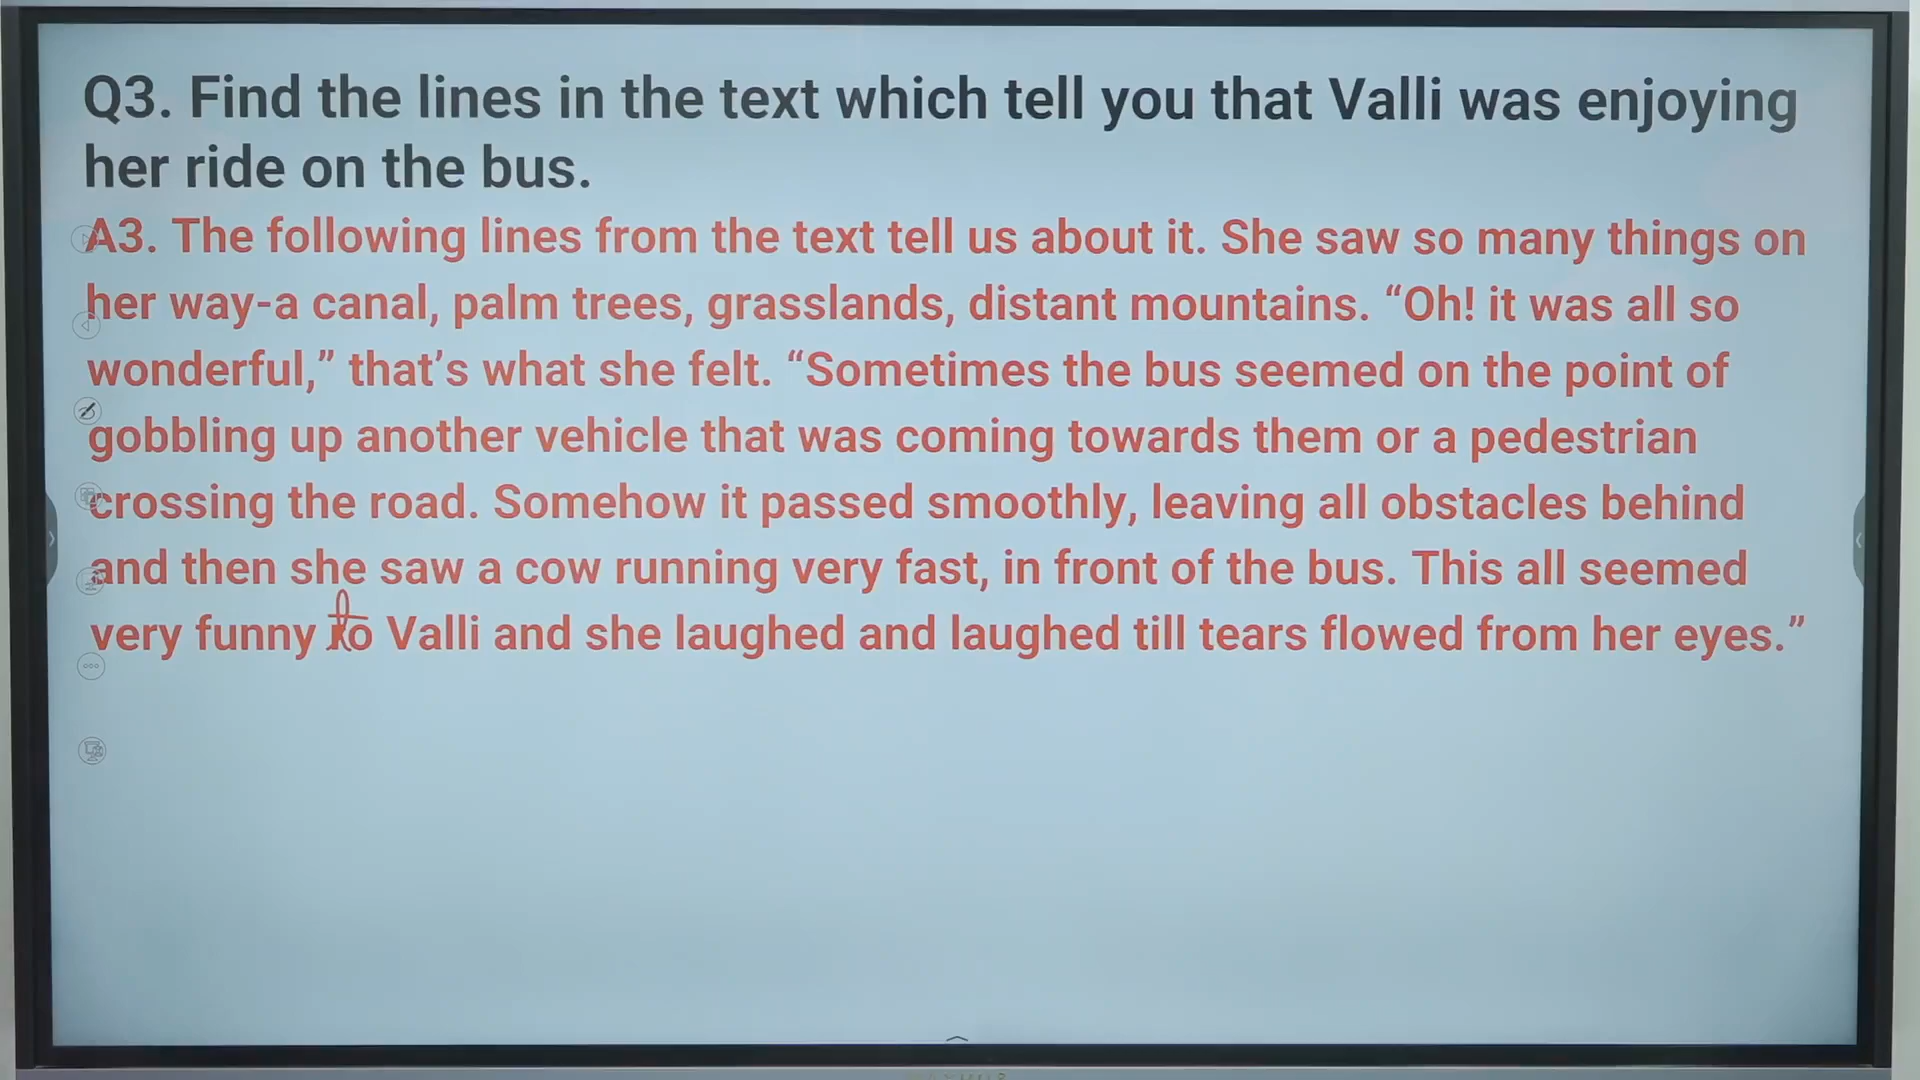 Q3. Find the lines in the text which tell you that Valli was enjoying
her ride on the bus.
A3. The following lines from the text tell us about it. She saw so many things on
her way-a canal, palm trees, grasslands, distant mountains. “Oh! it was all so
wonderful,” that’s what she felt. “Sometimes the bus seemed on the point of
gobbling up another vehicle that was coming towards them or a pedestrian
crossing the road. Somehow it passed smoothly, leaving all obstacles behind
and then she saw a cow running very fast, in front of the bus. This all seemed
very funny to Valli and she laughed and laughed till tears flowed from her eyes.”